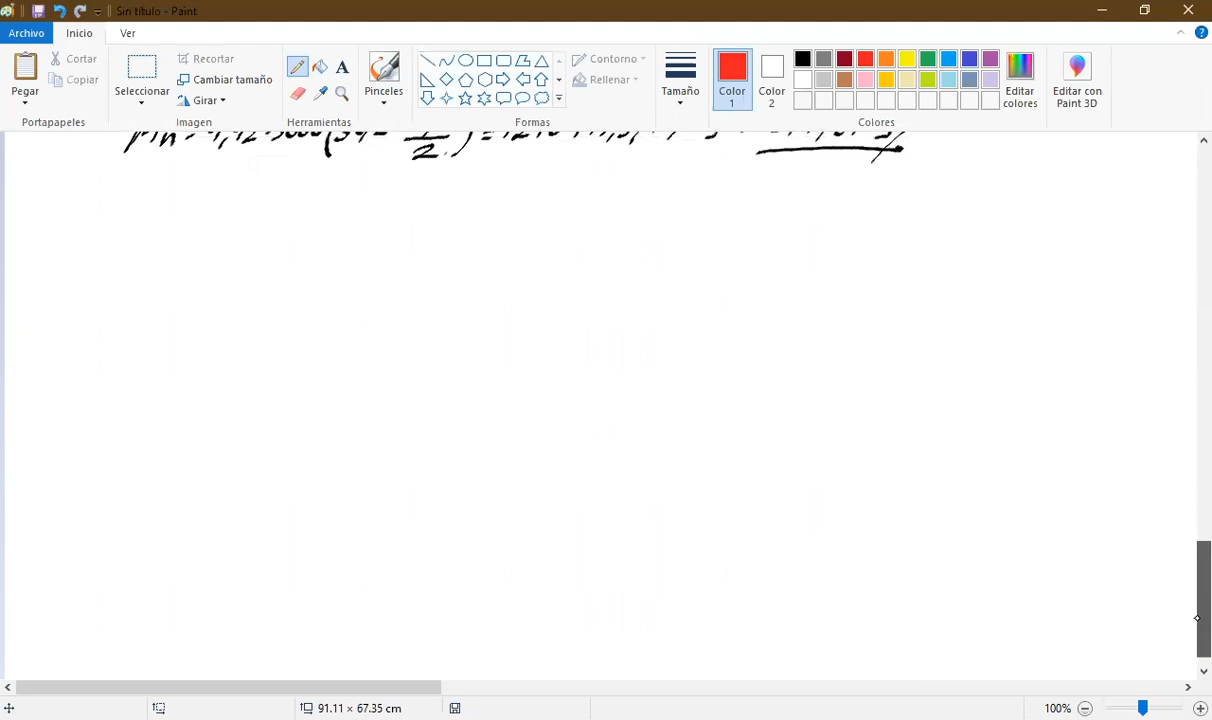 Sin título - Paint
Archivo Inicio Ver
Pegar
Cortar
Copiar
Portapapeles
Seleccionar
Recortar
Cambiar tamaño
Girar
Imagen
A
Herramientas
Pinceles
Contorno
Rellenar
Formas
Tamaño
Color 1
Color 2
Editar colores
Colores
Editar con Paint 3D
2
91.11 × 67.35 cm
100%